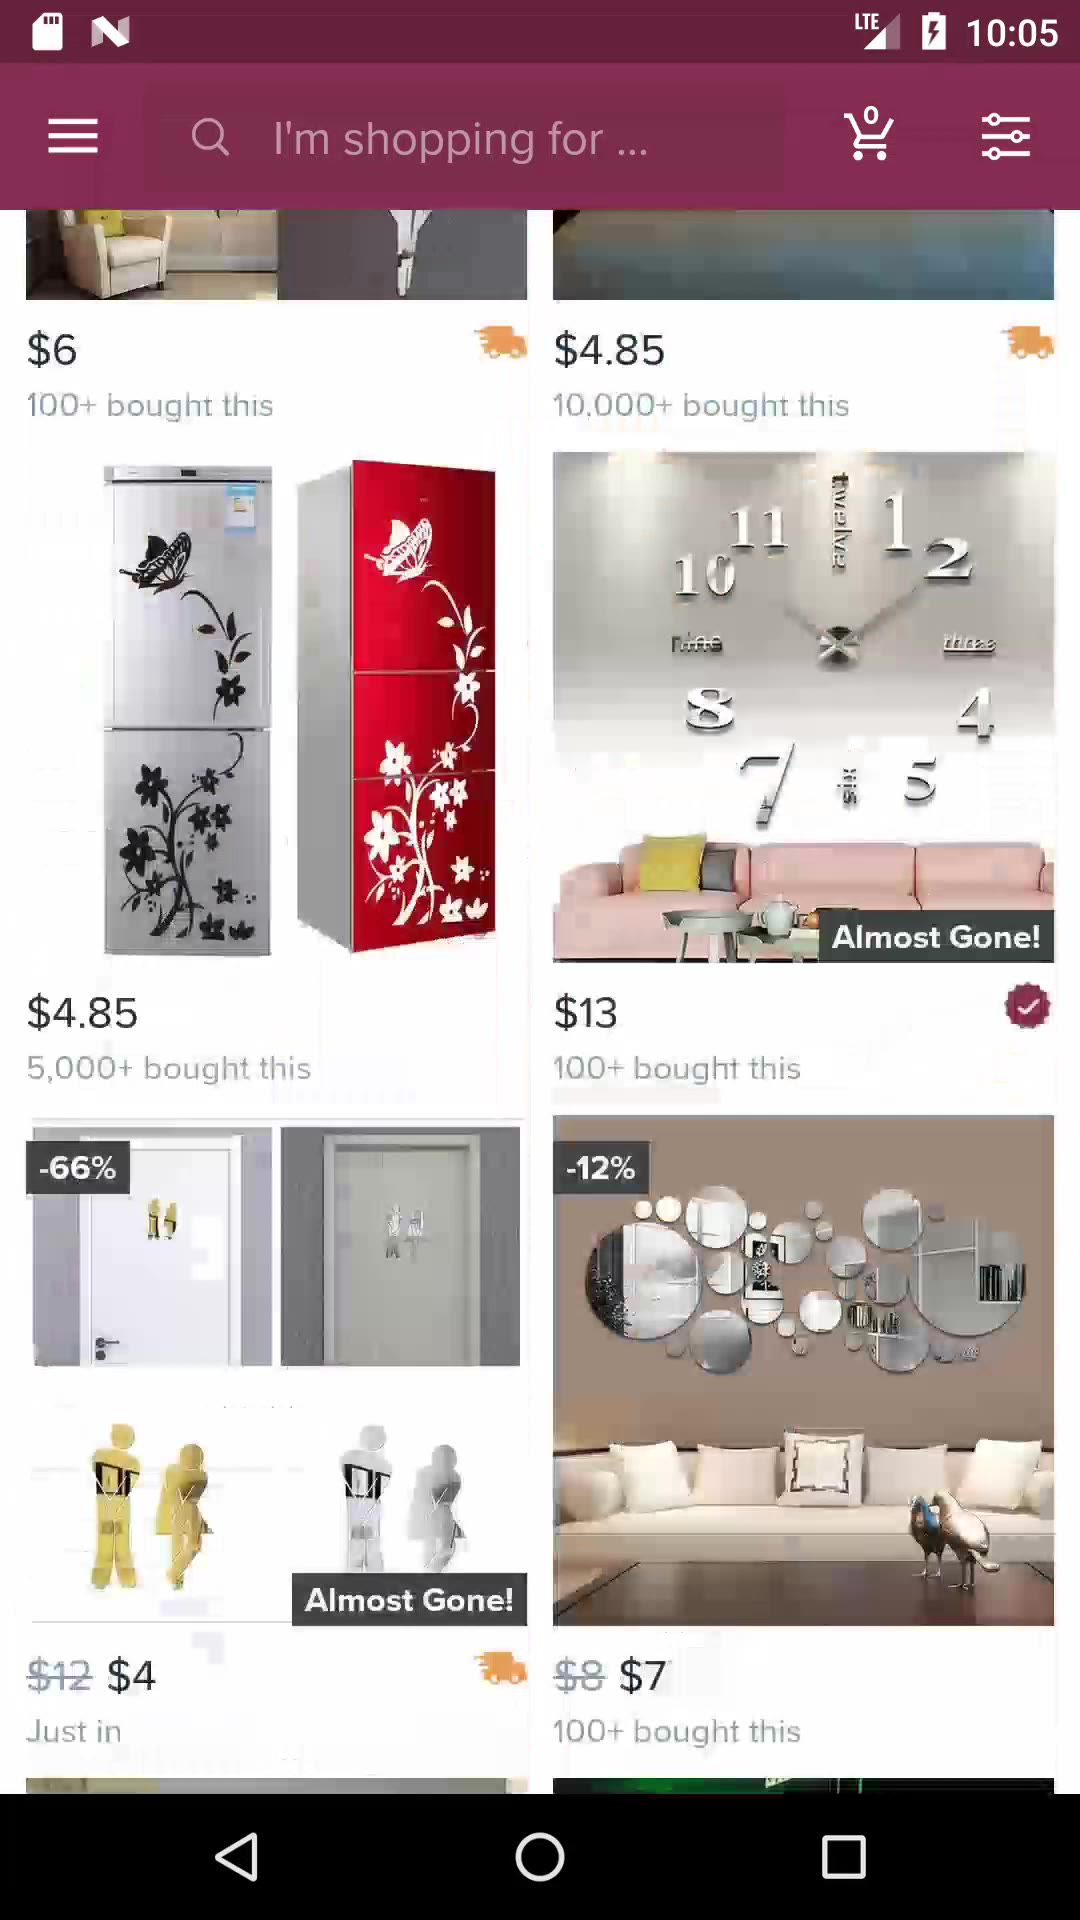 LTE 10:05
I'm shopping for ...
0
$6
100+ bought this
$4.85
10,000+ bought this
twelve
11
1
10
2
nine
three
8
4
7
six
5
Almost Gone!
$4.85
5,000+ bought this
$13
100+ bought this
-66%
Almost Gone!
-12%
$12 $4
Just in
$8 $7
100+ bought this